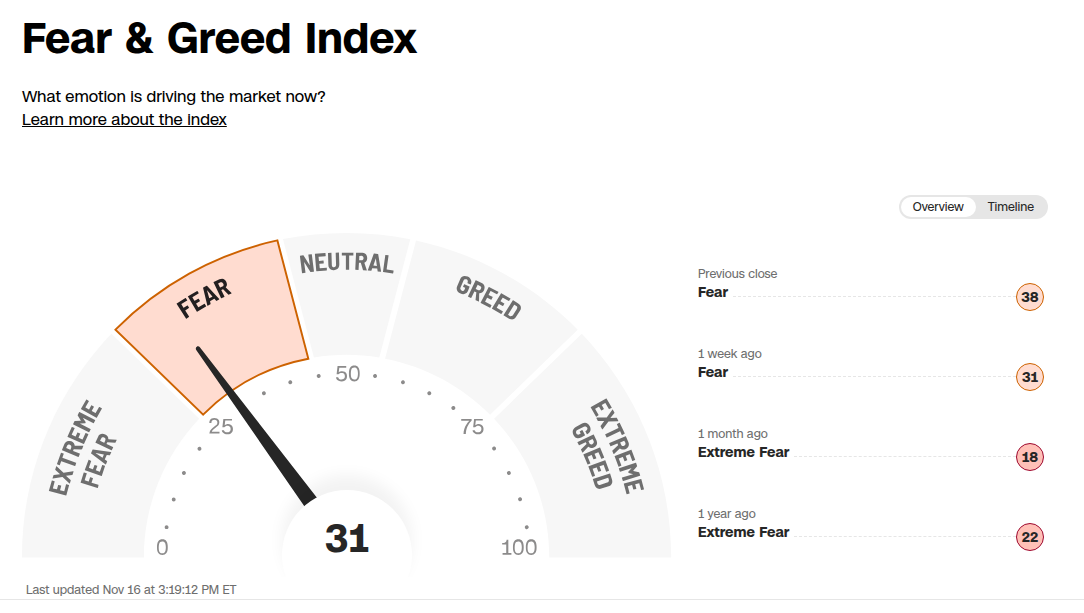 Fear & Greed Index
What emotion is driving the market now?
Learn more about the index
Overview Timeline
EXTREME
FEAR
FEAR
NEUTRAL
GREED
EXTREME
GREED
0
25
50
75
100
31
Last updated Nov 16 at 3:19:12 PM ET
Previous close
Fear 38
1 week ago
Fear 31
1 month ago
Extreme Fear 18
1 year ago
Extreme Fear 22